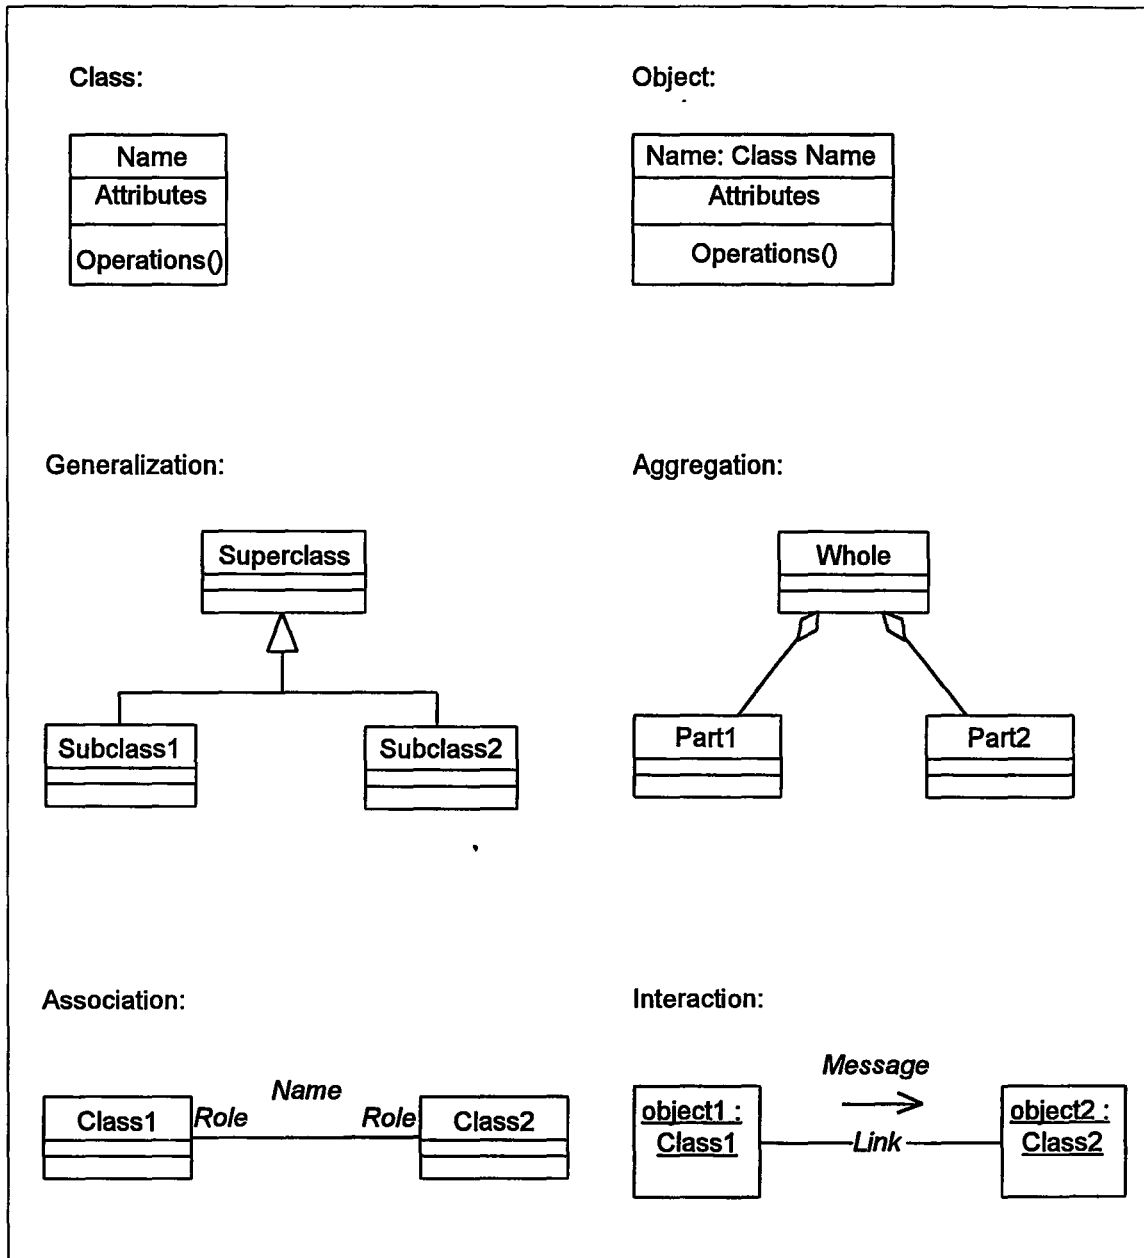 Class:
Name
Attributes
Operations()
Object:
Name: Class Name
Attributes
Operations()
Generalization:
Superclass
Subclass1
Subclass2
Aggregation:
Whole
Part1
Part2
Association:
Class1
Role
Name
Role
Class2
Interaction:
object1 :
Class1
Message
Link
object2 :
Class2